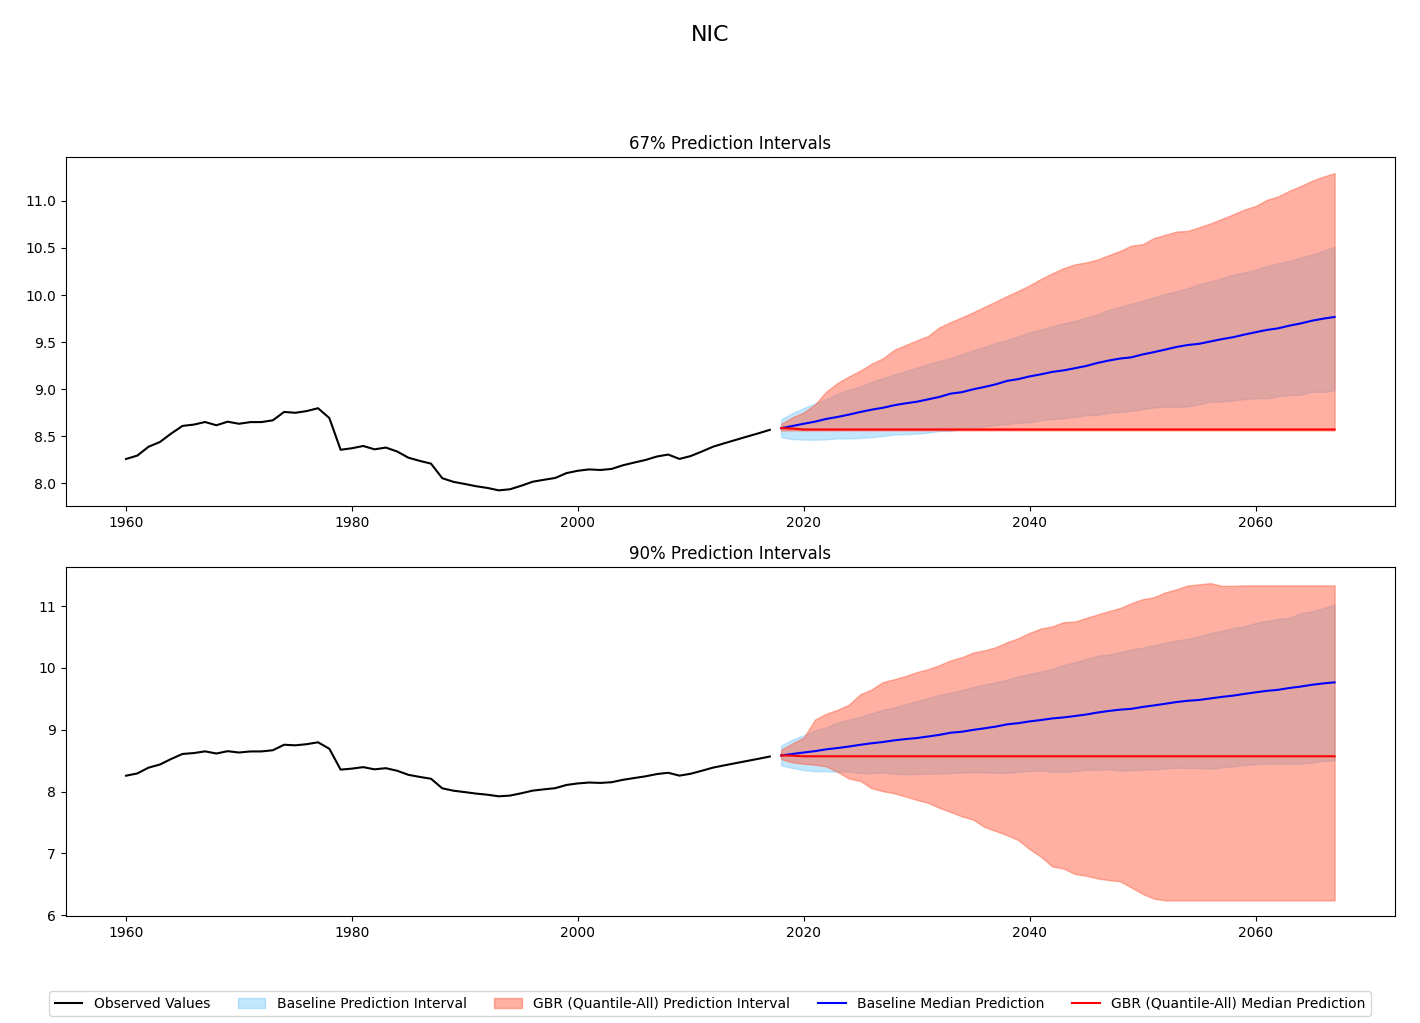 NIC
67% Prediction Intervals
11.0
10.5
10.0
9.5
9.0
8.5
8.0
1960 1980 2000 2020 2040 2060
90% Prediction Intervals
11
10
9
8
7
6
1960 1980 2000 2020 2040 2060
Observed Values Baseline Prediction Interval GBR (Quantile-All) Prediction Interval Baseline Median Prediction GBR (Quantile-All) Median Prediction